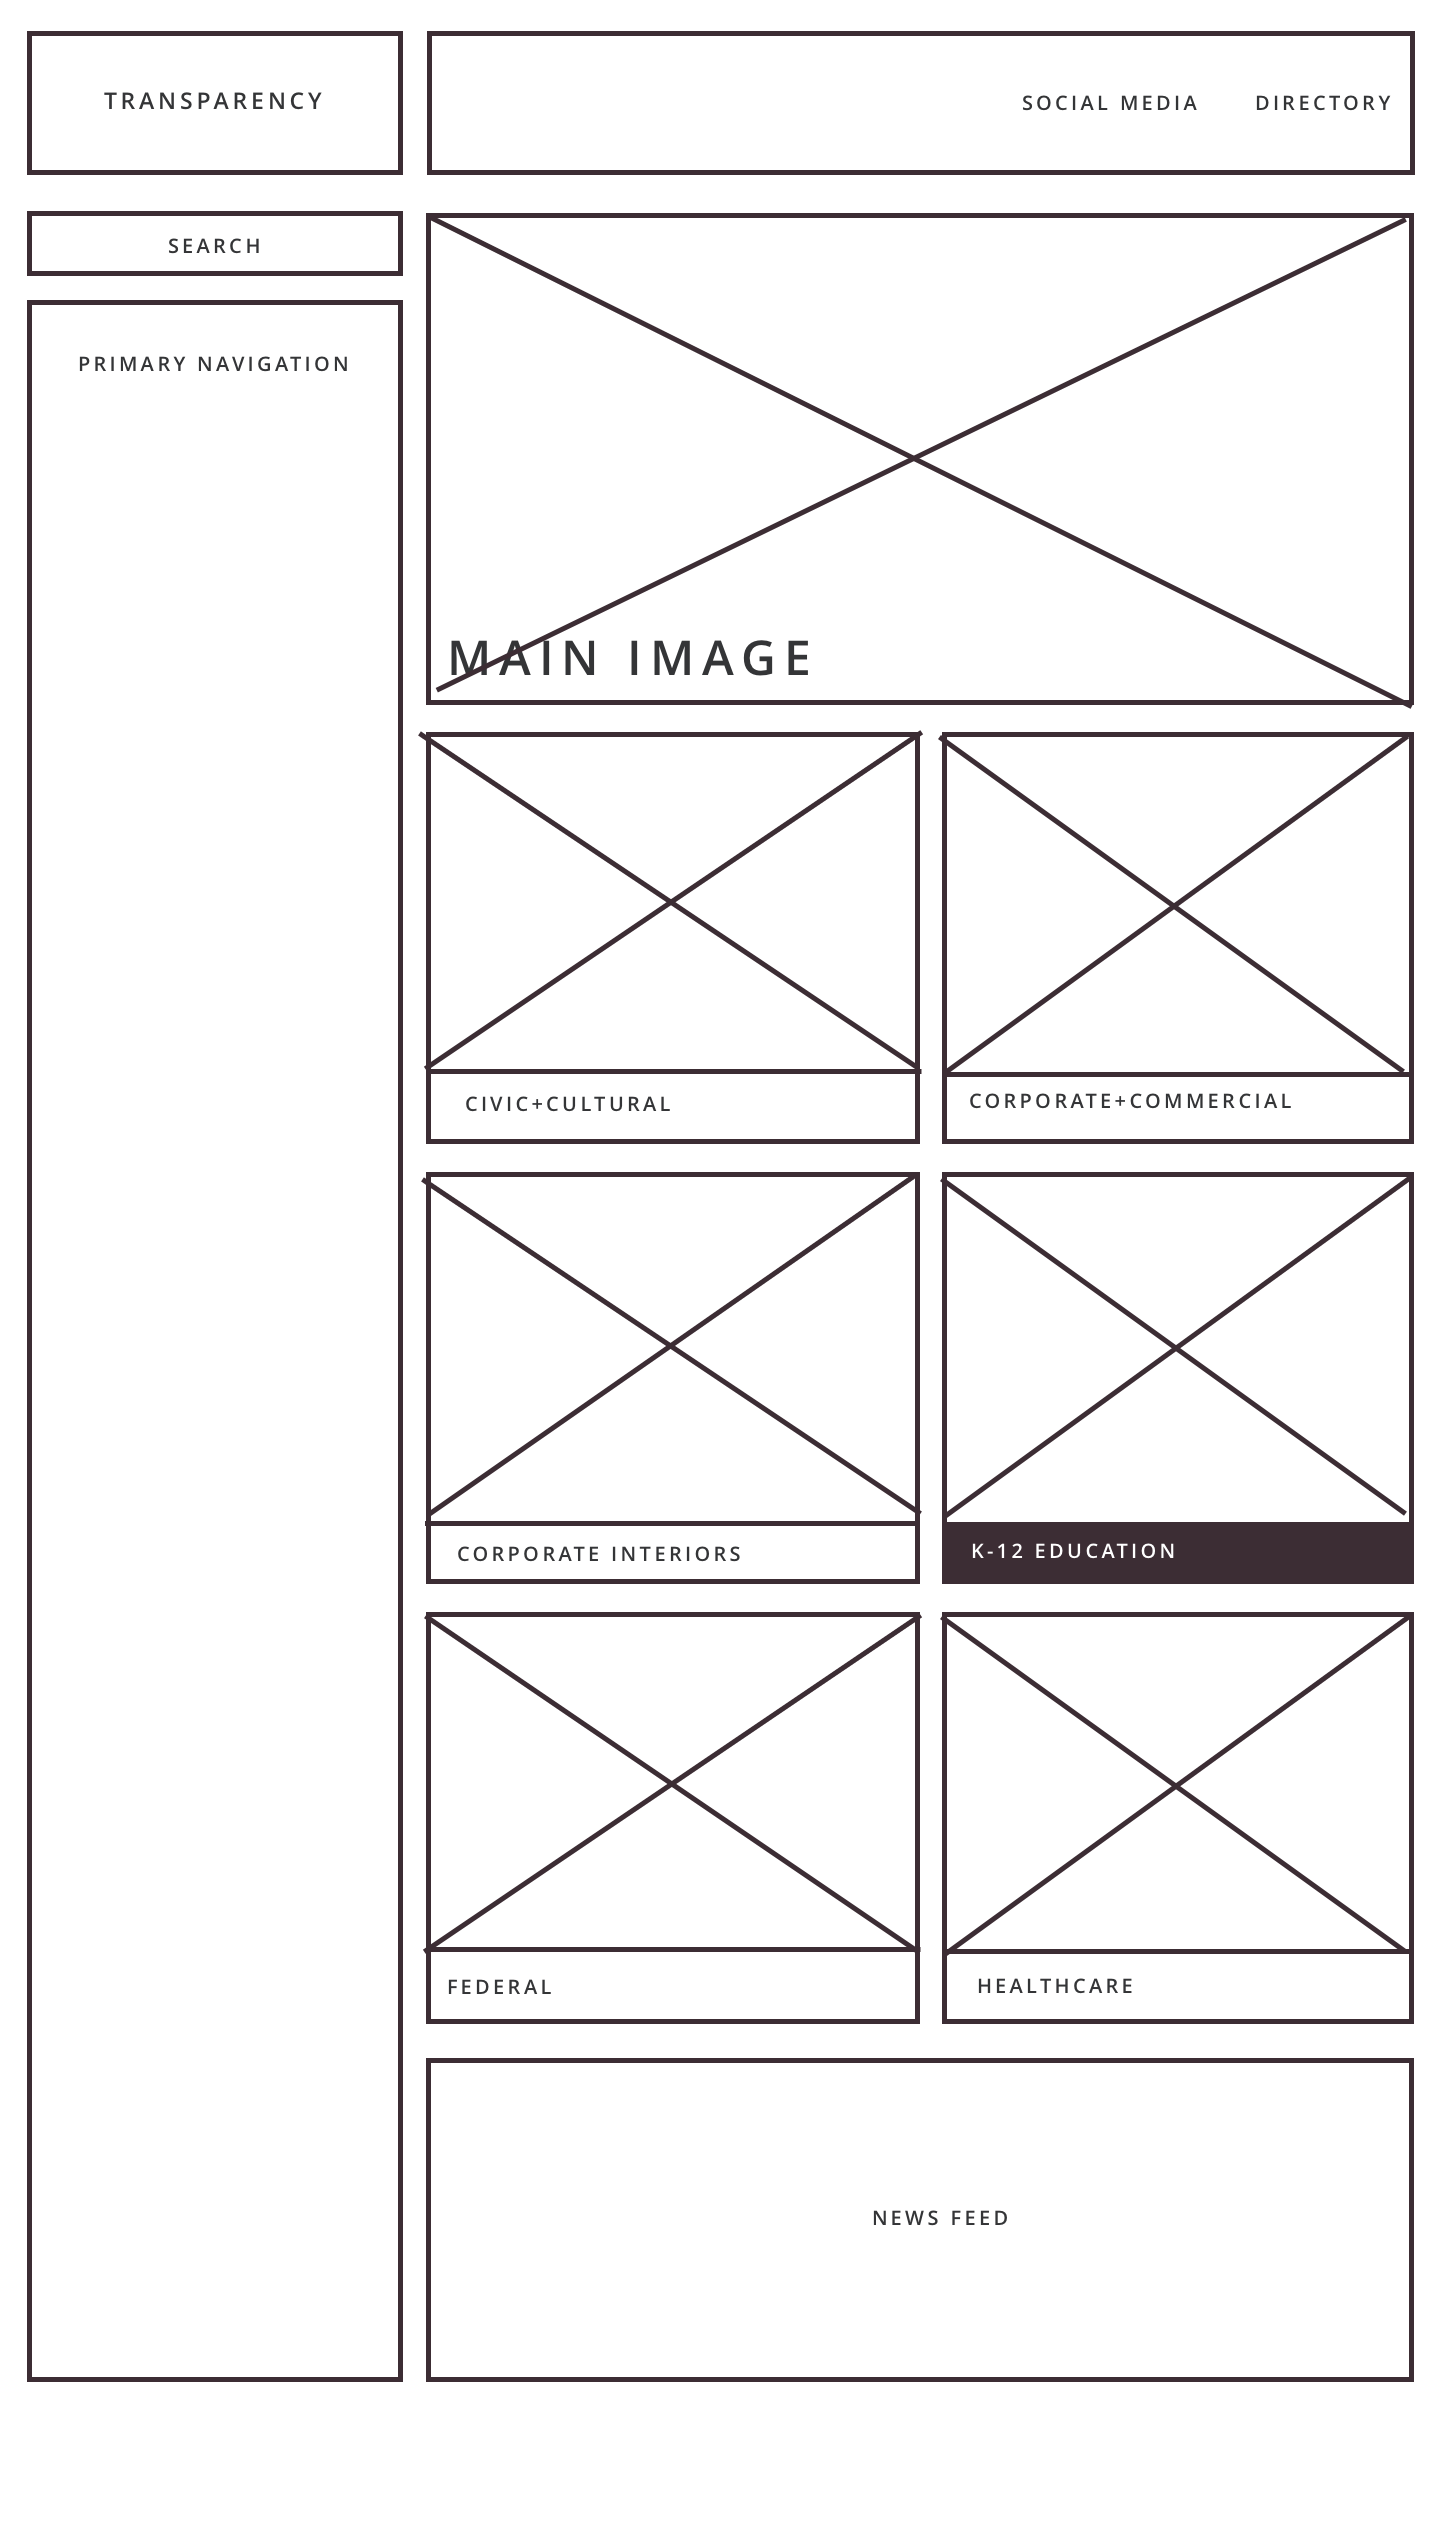 TRANSPARENCY
SOCIAL MEDIA
DIRECTORY
SEARCH
PRIMARY NAVIGATION
MAIN IMAGE
CIVIC+CULTURAL
CORPORATE+COMMERCIAL
CORPORATE INTERIORS
K-12 EDUCATION
FEDERAL
HEALTHCARE
NEWS FEED